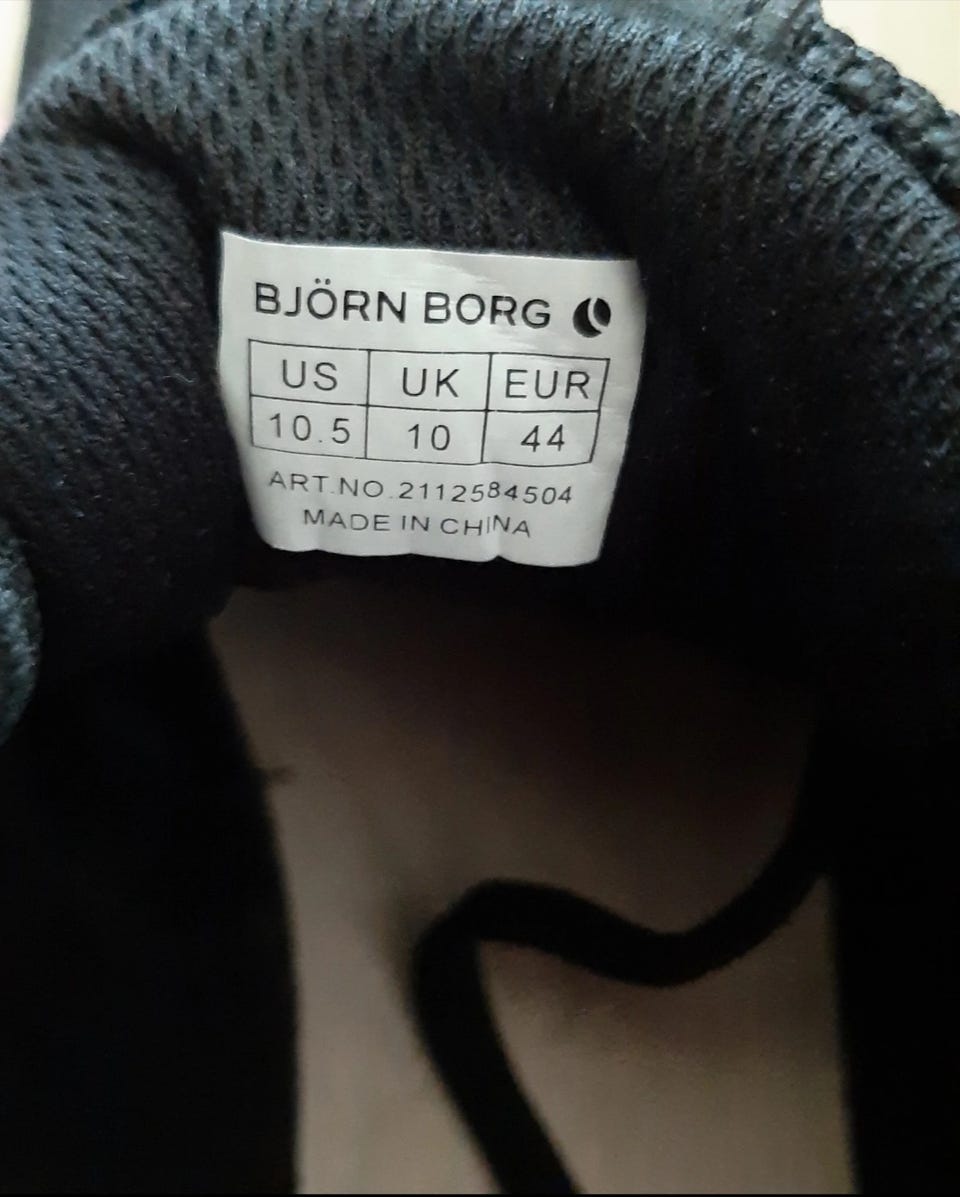 BJÖRN BORG
US UK EUR
10.5 10 44
ART.NO.2112584504
MADE IN CHINA